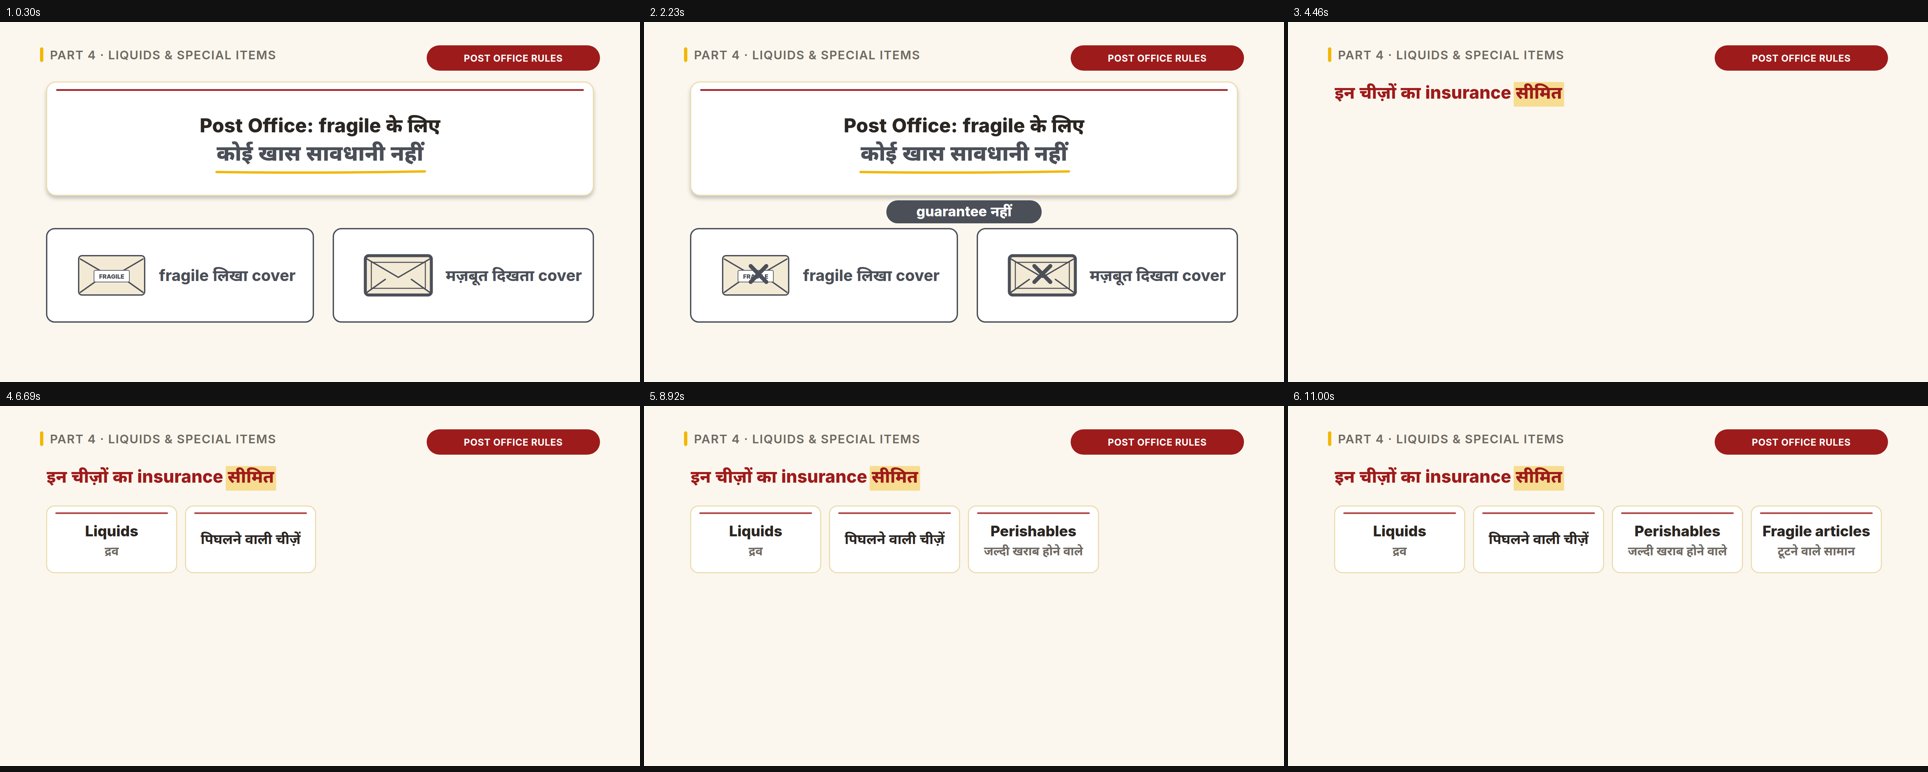 1. 0.30s
PART 4 · LIQUIDS & SPECIAL ITEMS
POST OFFICE RULES
Post Office: fragile के लिए
कोई खास सावधानी नहीं
FRAGILE
fragile लिखा cover
मज़बूत दिखता cover
2. 2.23s
PART 4 · LIQUIDS & SPECIAL ITEMS
POST OFFICE RULES
Post Office: fragile के लिए
कोई खास सावधानी नहीं
guarantee नहीं
fragile लिखा cover
मज़बूत दिखता cover
3. 4.46s
PART 4 · LIQUIDS & SPECIAL ITEMS
POST OFFICE RULES
इन चीज़ों का insurance सीमित
4. 6.69s
PART 4 · LIQUIDS & SPECIAL ITEMS
POST OFFICE RULES
इन चीज़ों का insurance सीमित
Liquids
द्रव
पिघलने वाली चीज़ें
5. 8.92s
PART 4 · LIQUIDS & SPECIAL ITEMS
POST OFFICE RULES
इन चीज़ों का insurance सीमित
Liquids
द्रव
पिघलने वाली चीज़ें
Perishables
जल्दी खराब होने वाले
6. 11.00s
PART 4 · LIQUIDS & SPECIAL ITEMS
POST OFFICE RULES
इन चीज़ों का insurance सीमित
Liquids
द्रव
पिघलने वाली चीज़ें
Perishables
जल्दी खराब होने वाले
Fragile articles
टूटने वाले सामान